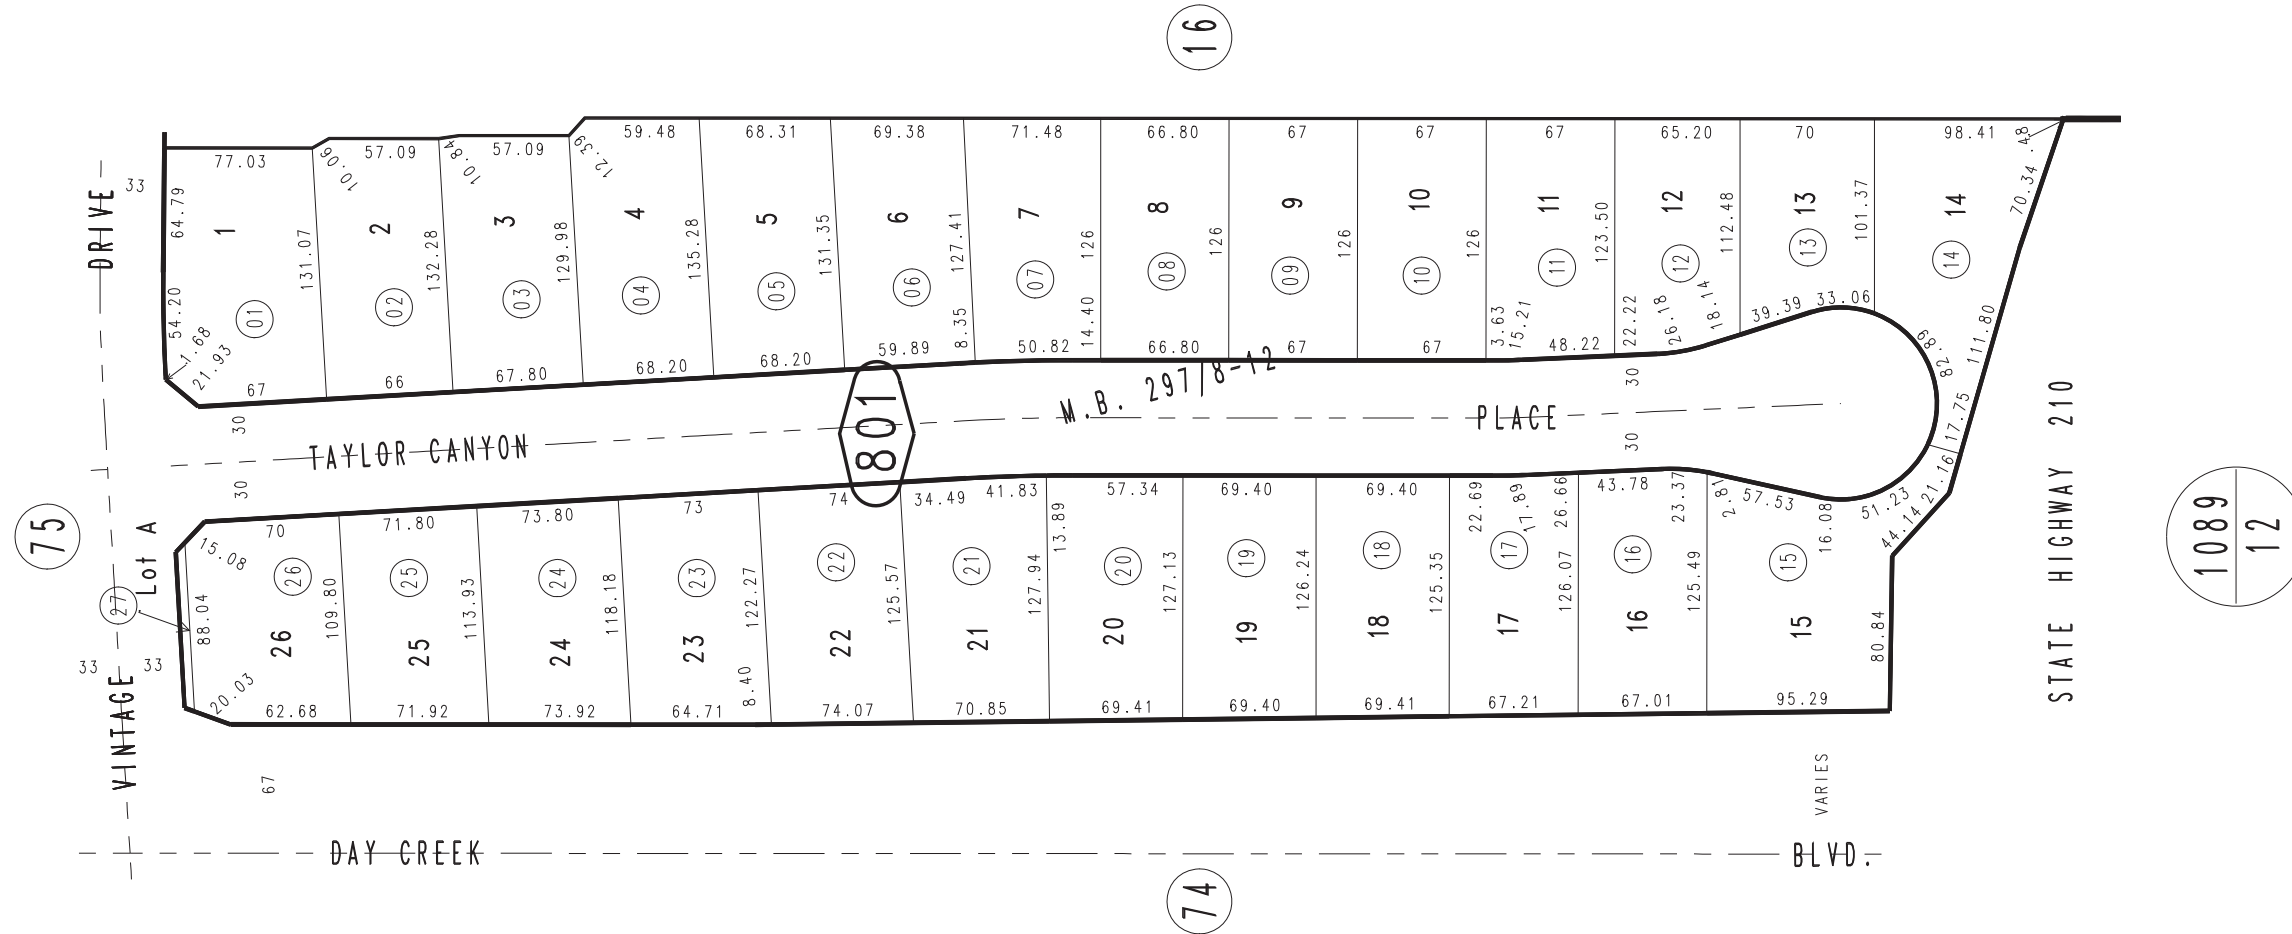 16
59.48 68.31 69.38 71.48 66.80 67 67 67 65.20 70 98.41 .48
77.03 10.06 57.09 10.84 57.09 12.39
DRIVE
33
64.79 54.20 1.68 21.93
1 2 3 4 5 6 7 8 9 10 11 12 13 14
131.07 132.28 129.98 135.28 131.35 127.41 126 126 126 126 123.50 112.48 101.37 70.34
01 02 03 04 05 06 07 08 09 10 11 12 13 14
8.35 14.40 3.63 15.21 22.22 26.18 18.14 39.39 33.06 82.89 111.80
67 66 67.80 68.20 68.20 59.89 50.82 66.80 67 67 48.22
30 30
M.B. 297/8-12
801
TAYLOR CANYON PLACE
30 30
17.75
21.16
STATE HIGHWAY 210
1089
12
75
Lot A
27
15.08 70 71.80 73.80 73 74 34.49 41.83 57.34 69.40 69.40 43.78 57.53 51.23 44.14
13.89 22.69 17.89 26.66 23.37 2.81 16.08
26 25 24 23 22 21 20 19 18 17 16 15
88.04 109.80 113.93 118.18 122.27 125.57 127.94 127.13 126.24 125.35 126.07 125.49 80.84
26 25 24 23 22 21 20 19 18 17 16 15
33 33
20.03 8.40
62.68 71.92 73.92 64.71 74.07 70.85 69.41 69.40 69.41 67.21 67.01 95.29
VINTAGE
67
VARIES
DAY CREEK BLVD.
74